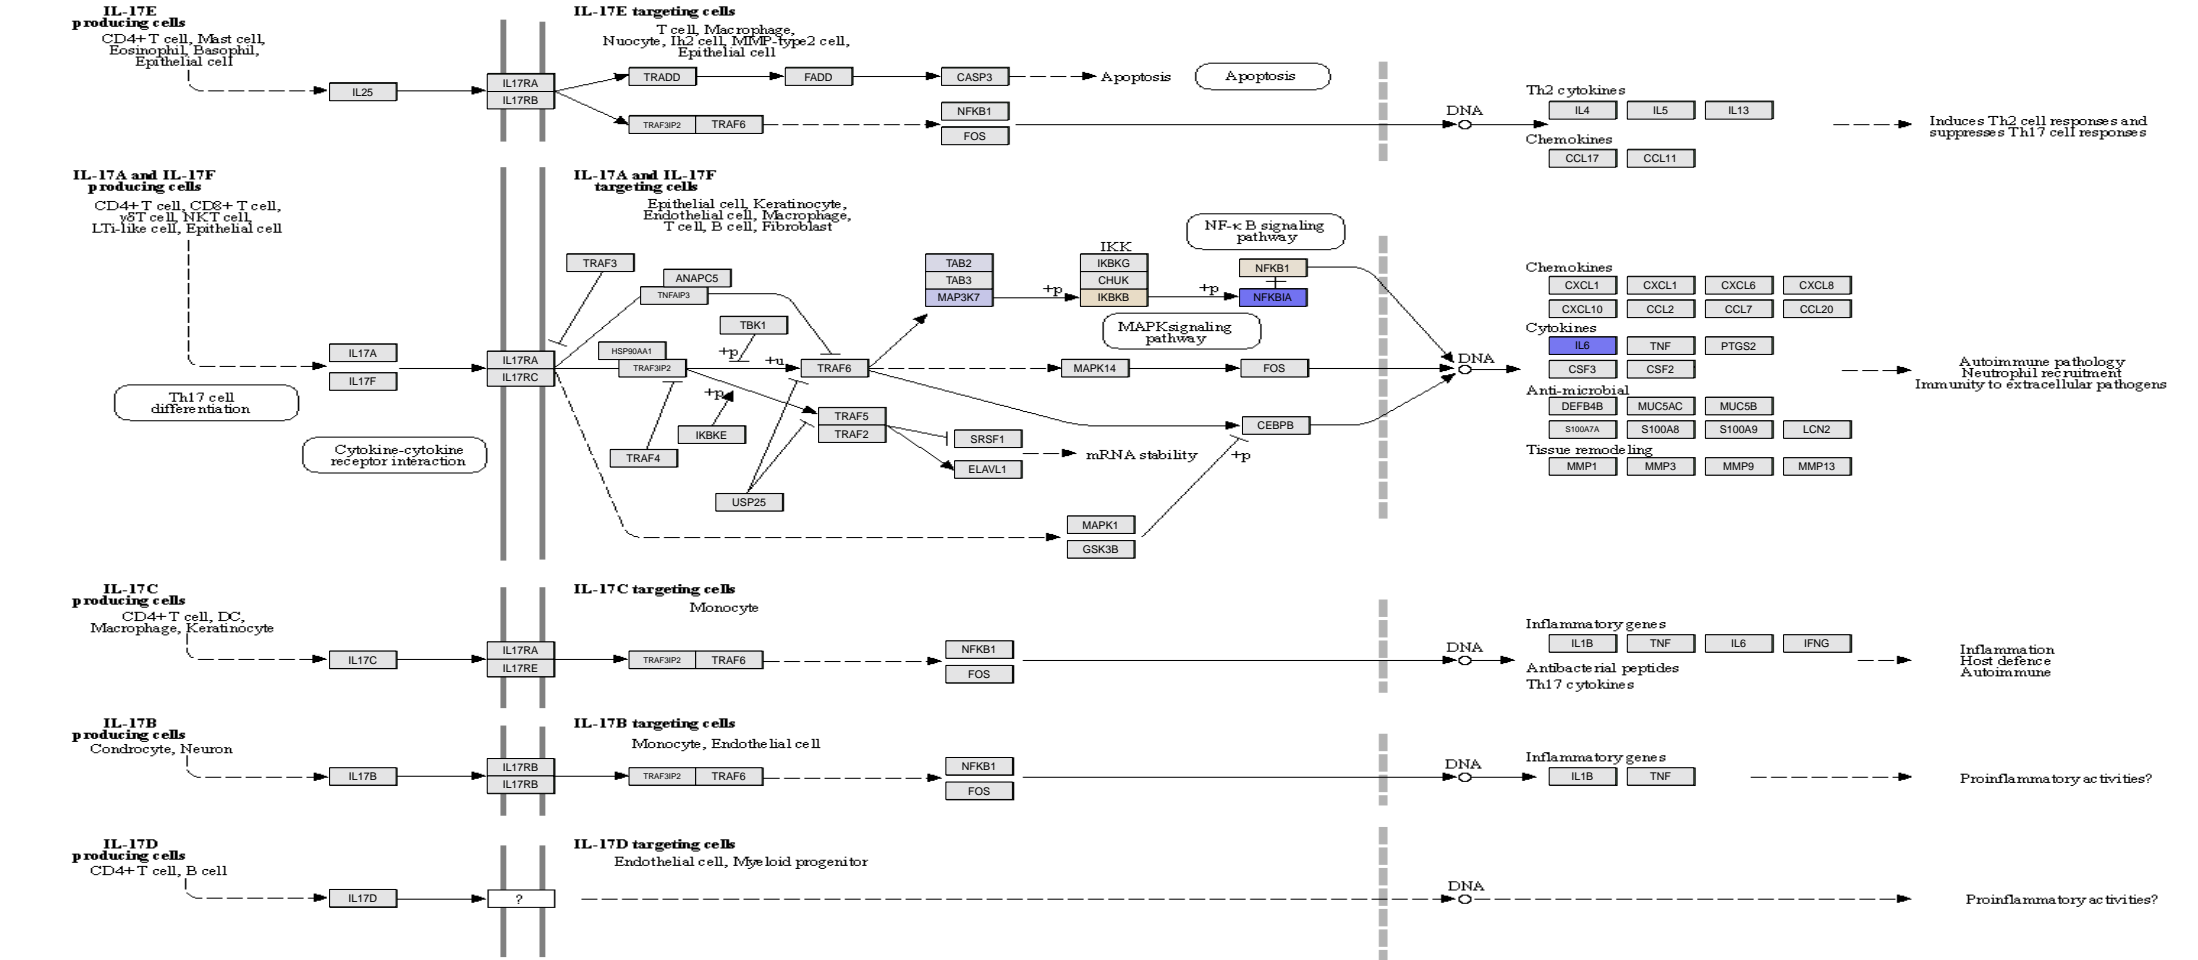 IL-17E
producing cells
CD4+ T cell, Mast cell,
Eosinophil, Basophil,
Epithelial cell
IL-17E targeting cells
T cell, Macrophage,
Nuocyte, Ih2 cell, MMP-type2 cell,
Epithelial cell
IL25
IL17RA
IL17RB
TRADD
FADD
CASP3
Apoptosis
Apoptosis
TRAF3IP2
TRAF6
NFKB1
FOS
DNA
Th2 cytokines
IL4
IL5
IL13
Chemokines
CCL17
CCL11
Induces Th2 cell responses and
suppresses Th17 cell responses
IL-17A and IL-17F
producing cells
CD4+ T cell, CD8+ T cell,
γδT cell, NKT cell,
LTi-like cell, Epithelial cell
IL-17A and IL-17F
targeting cells
Epithelial cell, Keratinocyte,
Endothelial cell, Macrophage,
T cell, B cell, Fibroblast
NF-κ B signaling
pathway
TRAF3
ANAPC5
TNFAIP3
TAB2
TAB3
MAP3K7
+p
IKK
IKBKG
CHUK
IKBKB
+p
NFKB1
NFKBIA
MAPK signaling
pathway
TBK1
+p
+u
IL17A
IL17F
IL17RA
IL17RC
HSP90AA1
TRAF3IP2
TRAF6
MAPK14
FOS
DNA
Th17 cell
differentiation
Cytokine-cytokine
receptor interaction
+p
IKBKE
TRAF4
TRAF5
TRAF2
SRSF1
ELAVL1
mRNA stability
CEBPB
+p
USP25
MAPK1
GSK3B
Chemokines
CXCL1
CXCL1
CXCL6
CXCL8
CXCL10
CCL2
CCL7
CCL20
Cytokines
IL6
TNF
PTGS2
CSF3
CSF2
Anti-microbial
DEFB4B
MUC5AC
MUC5B
S100A7A
S100A8
S100A9
LCN2
Tissue remodeling
MMP1
MMP3
MMP9
MMP13
Autoimmune pathology
Neutrophil recruitment
Immunity to extracellular pathogens
IL-17C
producing cells
CD4+ T cell, DC,
Macrophage, Keratinocyte
IL-17C targeting cells
Monocyte
IL17C
IL17RA
IL17RE
TRAF3IP2
TRAF6
NFKB1
FOS
DNA
Inflammatory genes
IL1B
TNF
IL6
IFNG
Antibacterial peptides
Th17 cytokines
Inflammation
Host defence
Autoimmune
IL-17B
producing cells
Condrocyte, Neuron
IL-17B targeting cells
Monocyte, Endothelial cell
IL17B
IL17RB
IL17RB
TRAF3IP2
TRAF6
NFKB1
FOS
DNA
Inflammatory genes
IL1B
TNF
Proinflammatory activities?
IL-17D
producing cells
CD4+ T cell, B cell
IL-17D targeting cells
Endothelial cell, Myeloid progenitor
IL17D
?
DNA
Proinflammatory activities?